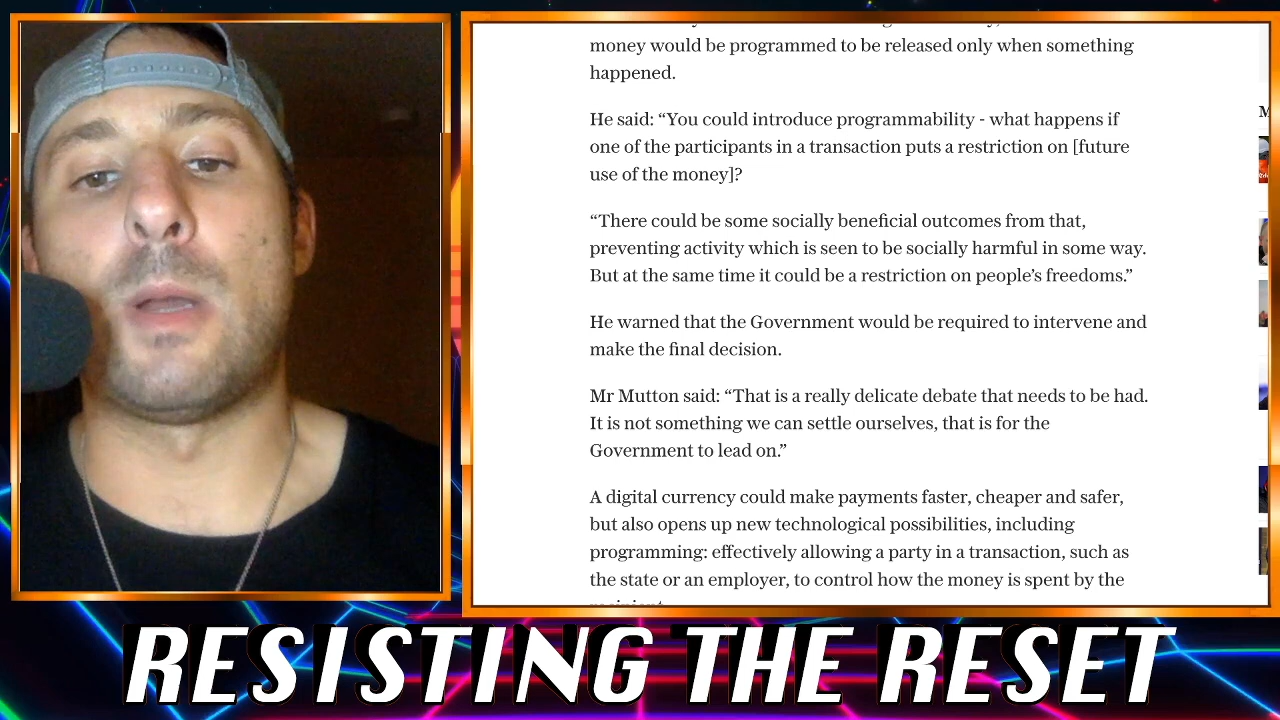 money would be programmed to be released only when something
happened.
He said: “You could introduce programmability - what happens if
one of the participants in a transaction puts a restriction on [future
use of the money]?
“There could be some socially beneficial outcomes from that,
preventing activity which is seen to be socially harmful in some way.
But at the same time it could be a restriction on people’s freedoms.”
He warned that the Government would be required to intervene and
make the final decision.
Mr Mutton said: “That is a really delicate debate that needs to be had.
It is not something we can settle ourselves, that is for the
Government to lead on.”
A digital currency could make payments faster, cheaper and safer,
but also opens up new technological possibilities, including
programming: effectively allowing a party in a transaction, such as
the state or an employer, to control how the money is spent by the
RESISTING THE RESET